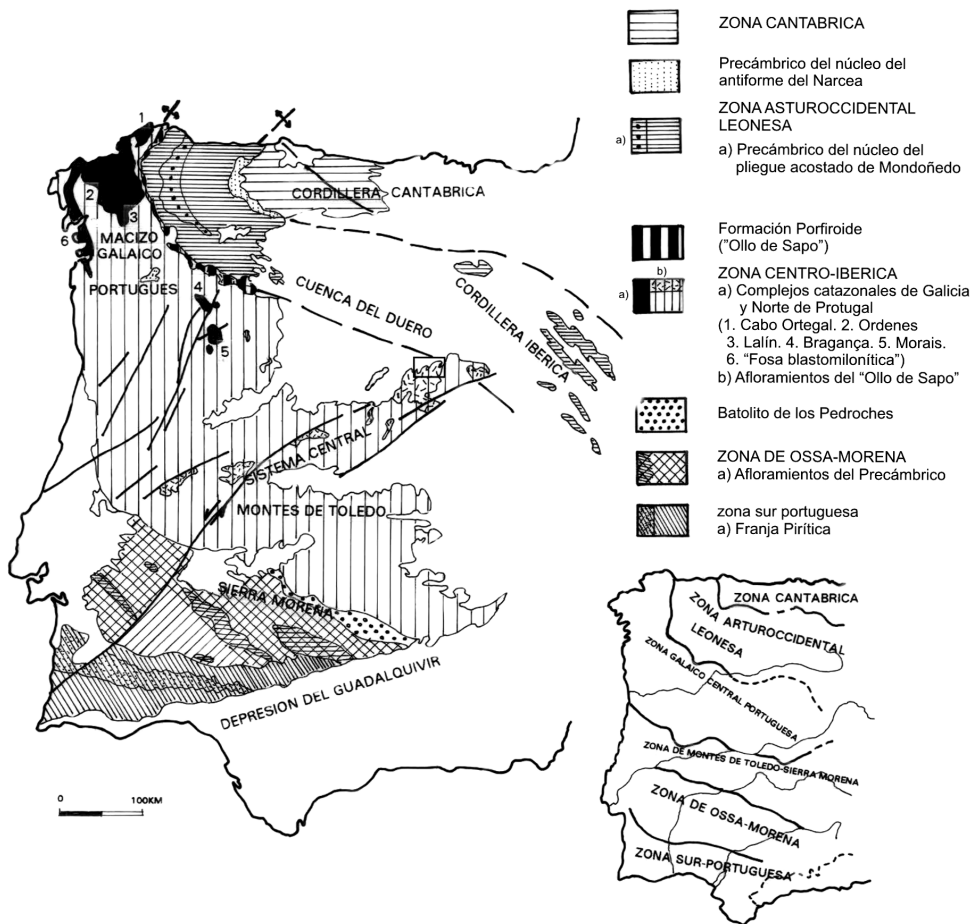 ZONA CANTABRICA
Precámbrico del núcleo del
antiforme del Narcea
ZONA ASTUROCCIDENTAL
LEONESA
a)
a) Precámbrico del núcleo del
pliegue acostado de Mondoñedo
Formación Porfiroide
("Ollo de Sapo")
b)
a)
ZONA CENTRO-IBERICA
a) Complejos catazonales de Galicia
y Norte de Protugal
(1. Cabo Ortegal. 2. Ordenes
3. Lalín. 4. Bragança. 5. Morais.
6. "Fosa blastomilonítica")
b) Afloramientos del "Ollo de Sapo"
Batolito de los Pedroches
ZONA DE OSSA-MORENA
a) Afloramientos del Precámbrico
zona sur portuguesa
a) Franja Pirítica
1
2
3
6
4
5
CORDILLERA CANTABRICA
MACIZO
GALAICO
PORTUGUES
CUENCA DEL DUERO
CORDILLERA IBERICA
SISTEMA CENTRAL
MONTES DE TOLEDO
SIERRA MORENA
DEPRESION DEL GUADALQUIVIR
0 100KM
ZONA CANTABRICA
ZONA ARTUROCCIDENTAL
LEONESA
ZONA GALAICO CENTRAL PORTUGUESA
ZONA DE MONTES DE TOLEDO-SIERRA MORENA
ZONA DE OSSA-MORENA
ZONA SUR-PORTUGUESA